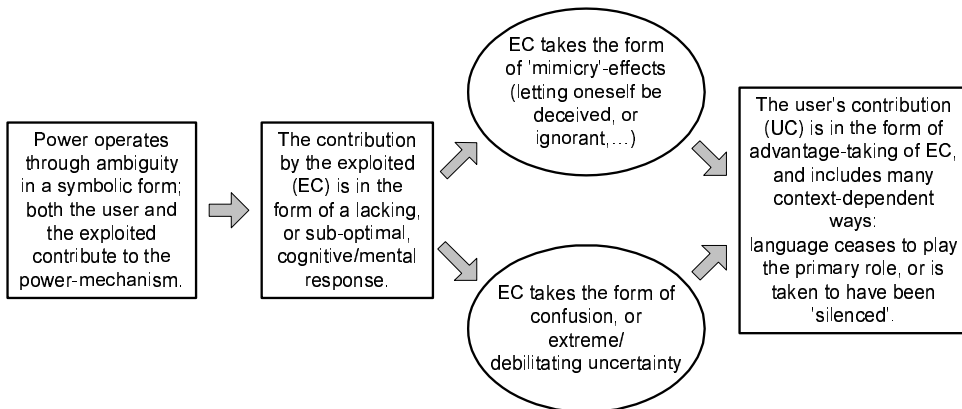 Power operates
through ambiguity
in a symbolic form;
both the user and
the exploited
contribute to the
power-mechanism.
The contribution
by the exploited
(EC) is in the
form of a lacking,
or sub-optimal,
cognitive/mental
response.
EC takes the form
of 'mimicry'-effects
(letting oneself be
deceived, or
ignorant,…)
EC takes the form of
confusion, or
extreme/
debilitating uncertainty
The user's contribution
(UC) is in the form of
advantage-taking of EC,
and includes many
context-dependent
ways:
language ceases to play
the primary role, or is
taken to have been
'silenced'.